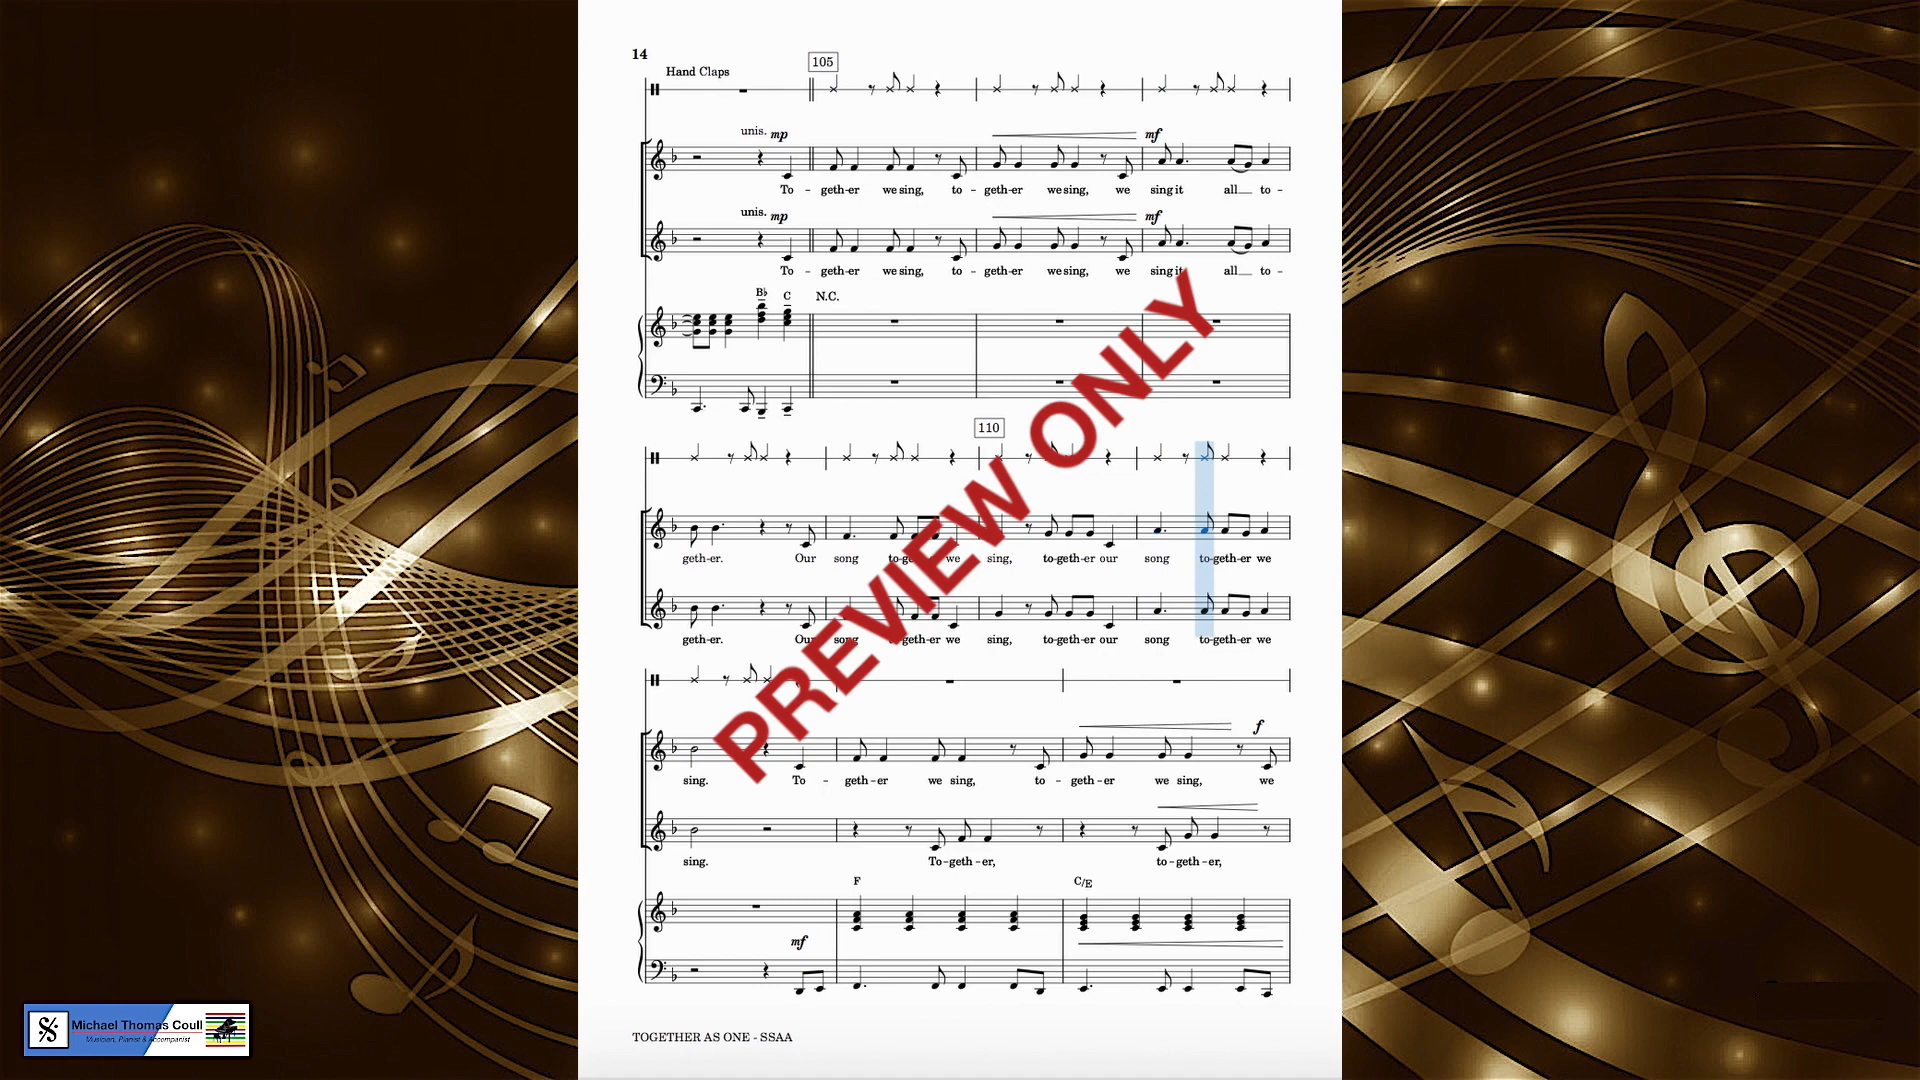 14
Hand Claps
105
unis. mp
mf
To - geth-er we sing, to - geth-er we sing, we sing it all to -
unis. mp
mf
To - geth-er we sing, to - geth-er we sing, we sing it all to -
B♭ C N.C.
110
geth-er. Our song to-ge we sing, to-geth-er our song to-geth-er we
geth-er. Our song to-geth-er we sing, to-geth-er our song to-geth-er we
f
sing. To - geth-er we sing, to - geth-er we sing, we
sing. To-geth-er, to-geth-er,
F C/E
mf
TOGETHER AS ONE - SSAA
PREVIEW ONLY
Michael Thomas Coull
Musician, Pianist & Accompanist